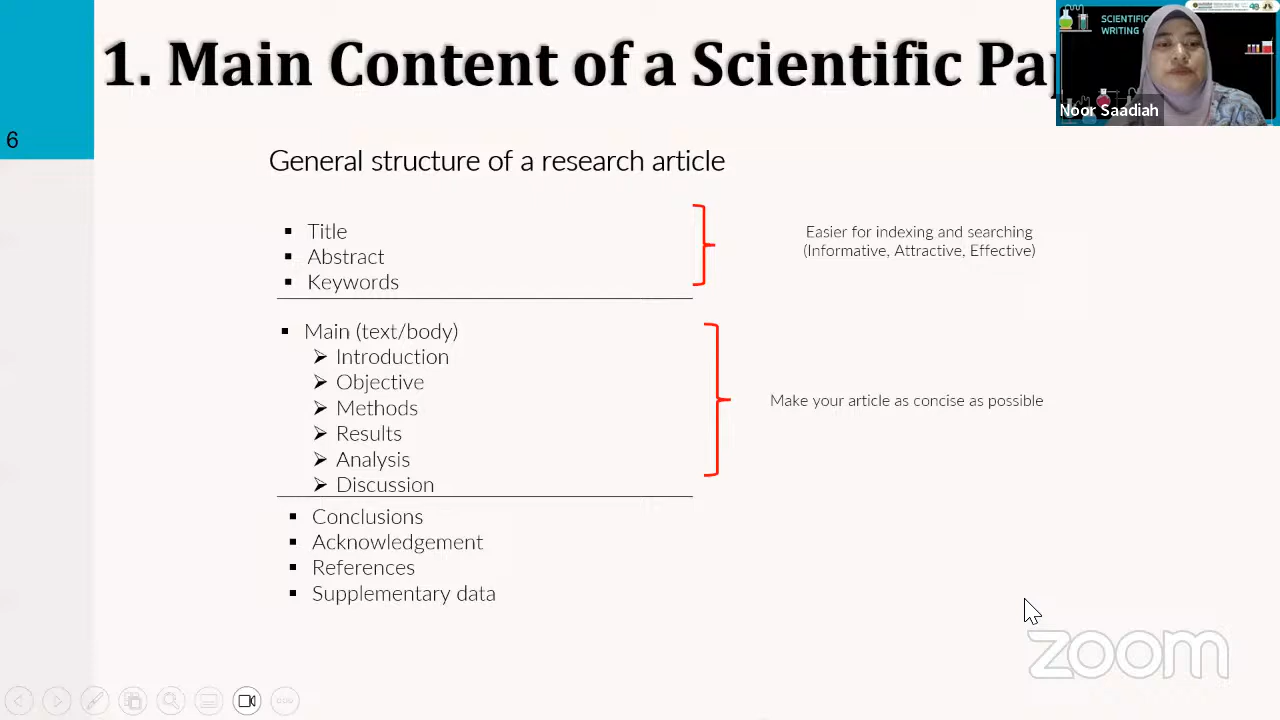 1. Main Content of a Scientific Pap
SCIENTIFIC
WRITING
Noor Saadiah
6
General structure of a research article
▪ Title
▪ Abstract
▪ Keywords
Easier for indexing and searching
(Informative, Attractive, Effective)
▪ Main (text/body)
➢ Introduction
➢ Objective
➢ Methods
➢ Results
➢ Analysis
➢ Discussion
Make your article as concise as possible
▪ Conclusions
▪ Acknowledgement
▪ References
▪ Supplementary data
zoom